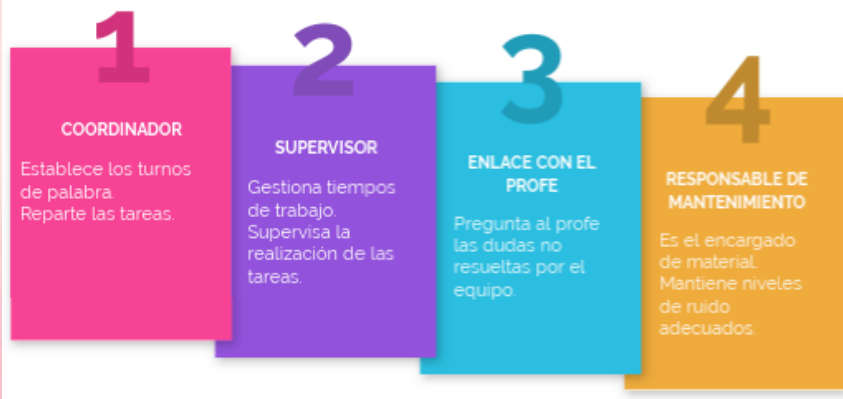 1
COORDINADOR
Establece los turnos
de palabra.
Reparte las tareas.
2
SUPERVISOR
Gestiona tiempos
de trabajo.
Supervisa la
realización de las
tareas.
3
ENLACE CON EL
PROFE
Pregunta al profe
las dudas no
resueltas por el
equipo.
4
RESPONSABLE DE
MANTENIMIENTO
Es el encargado
de material.
Mantiene niveles
de ruido
adecuados.